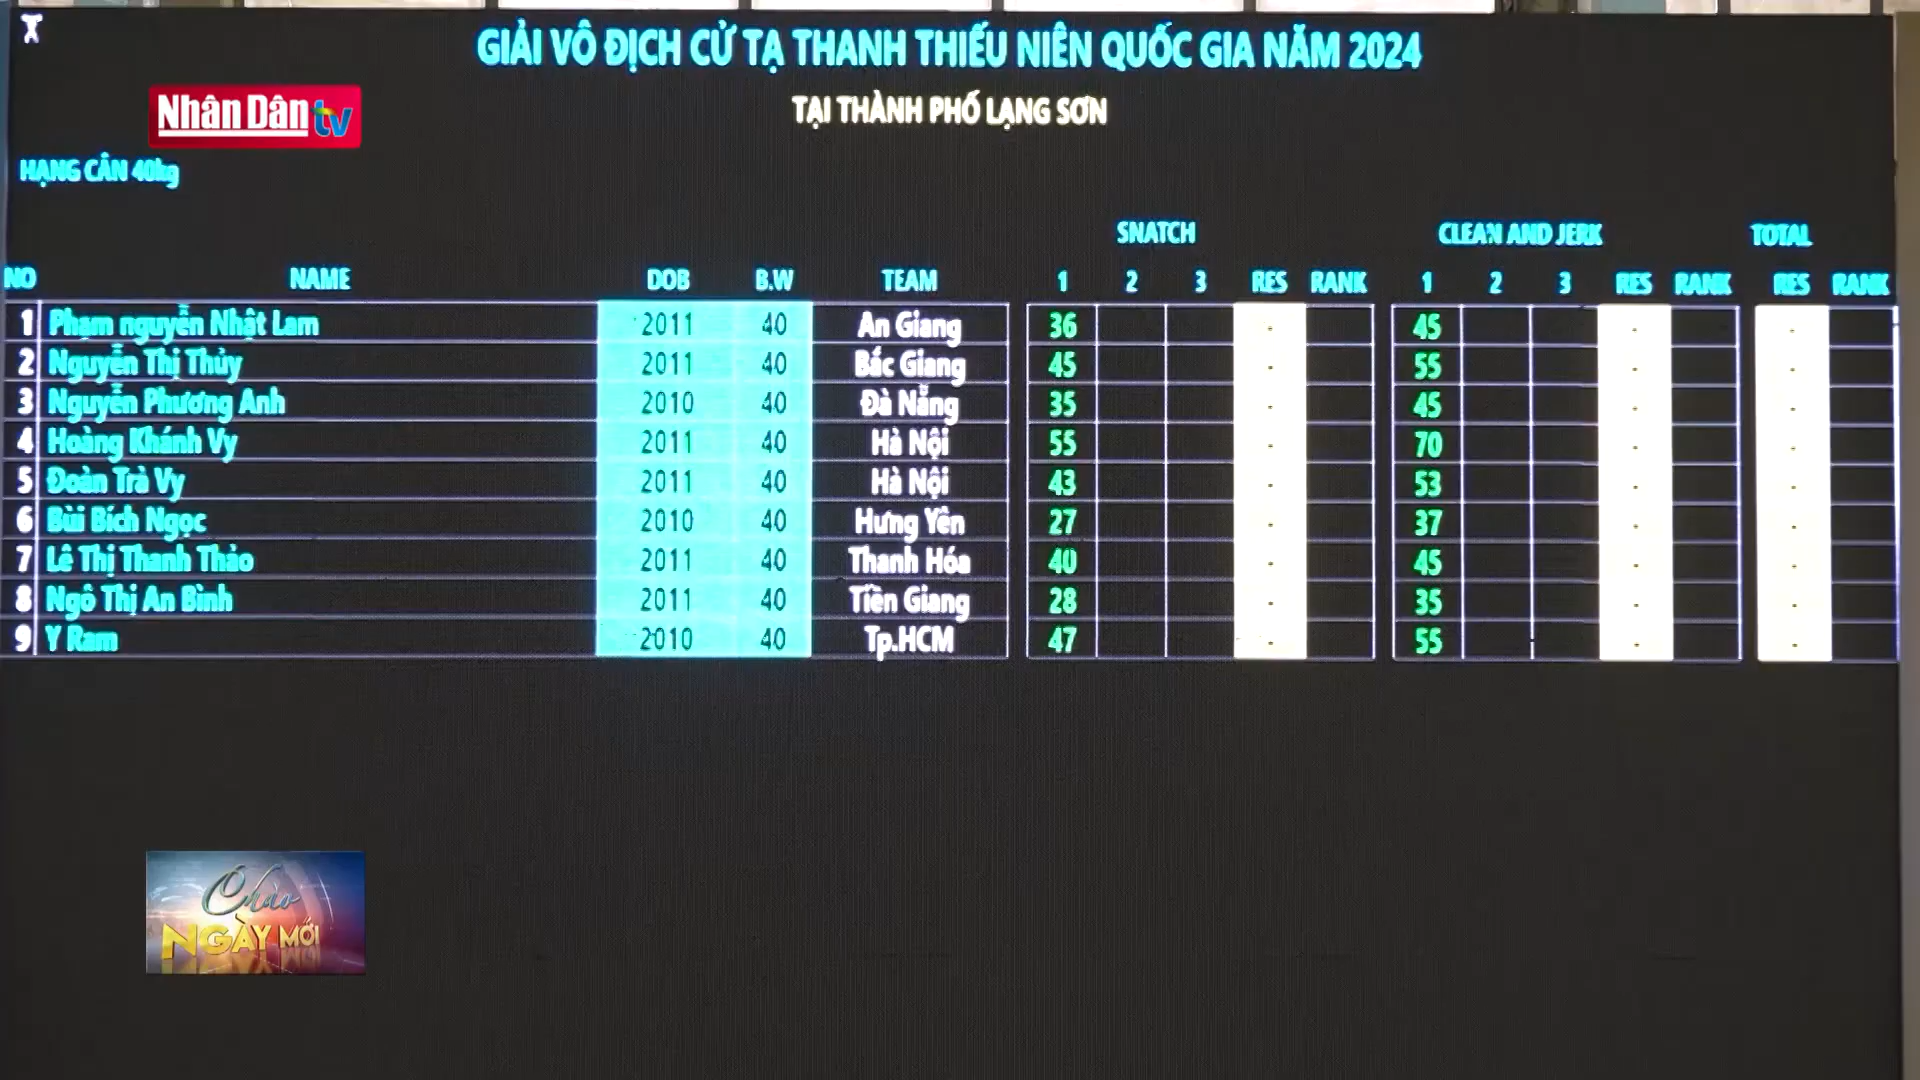 GIẢI VÔ ĐỊCH CỬ TẠ THANH THIẾU NIÊN QUỐC GIA NĂM 2024
TẠI THÀNH PHỐ LẠNG SƠN
Nhân Dân tv
HẠNG CÂN 40kg
SNATCH CLEAN AND JERK TOTAL
NO NAME DOB B.W TEAM 1 2 3 RES RANK 1 2 3 RES RANK RES RANK
1 Phạm nguyễn Nhật Lam 2011 40 An Giang 36 - 45 - -
2 Nguyễn Thị Thủy 2011 40 Bắc Giang 45 - 55 - -
3 Nguyễn Phương Anh 2010 40 Đà Nẵng 35 - 45 - -
4 Hoàng Khánh Vy 2011 40 Hà Nội 55 - 70 - -
5 Đoàn Trà Vy 2011 40 Hà Nội 43 - 53 - -
6 Bùi Bích Ngọc 2010 40 Hưng Yên 27 - 37 - -
7 Lê Thị Thanh Thảo 2011 40 Thanh Hóa 40 - 45 - -
8 Ngô Thị An Bình 2011 40 Tiền Giang 28 - 35 - -
9 Y Ram 2010 40 Tp.HCM 47 - 55 - -
Chào
NGÀY MỚI